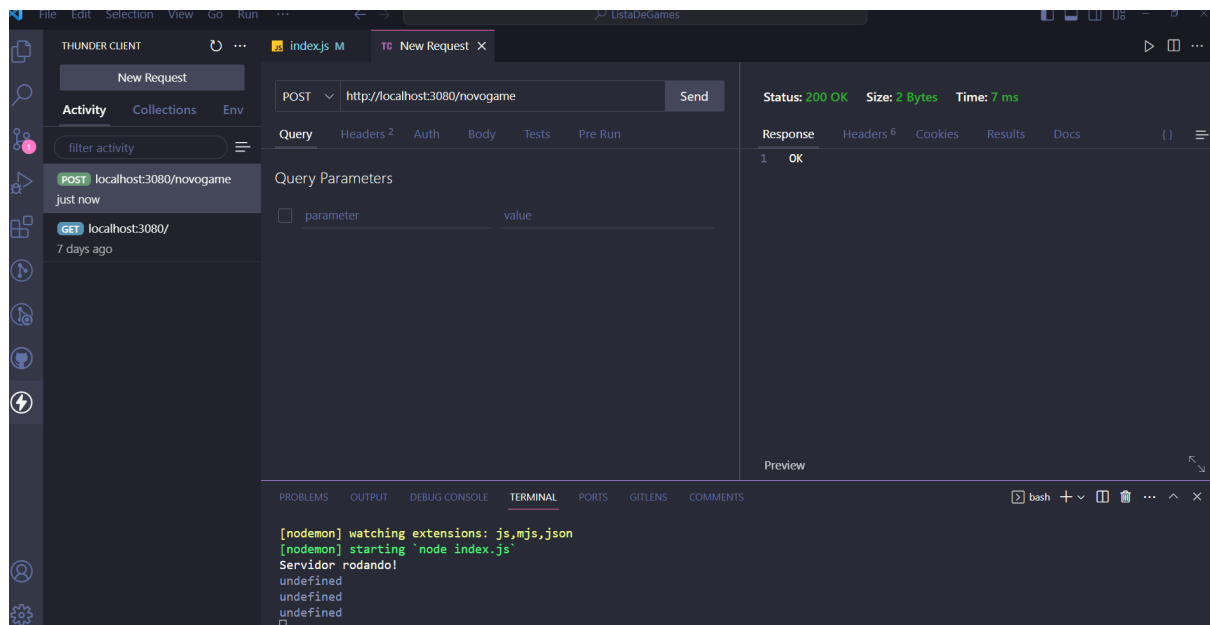 File Edit Selection View Go Run ··· ListaDeGames
THUNDER CLIENT
New Request
Activity Collections Env
filter activity
POST localhost:3080/novogame
just now
GET localhost:3080/
7 days ago
1
JS index.js M TC New Request
POST http://localhost:3080/novogame Send
Query Headers 2 Auth Body Tests Pre Run
Query Parameters
parameter value
Status: 200 OK Size: 2 Bytes Time: 7 ms
Response Headers 6 Cookies Results Docs {}
1 OK
Preview
PROBLEMS OUTPUT DEBUG CONSOLE TERMINAL PORTS GITLENS COMMENTS bash
[nodemon] watching extensions: js,mjs,json
[nodemon] starting `node index.js`
Servidor rodando!
undefined
undefined
undefined